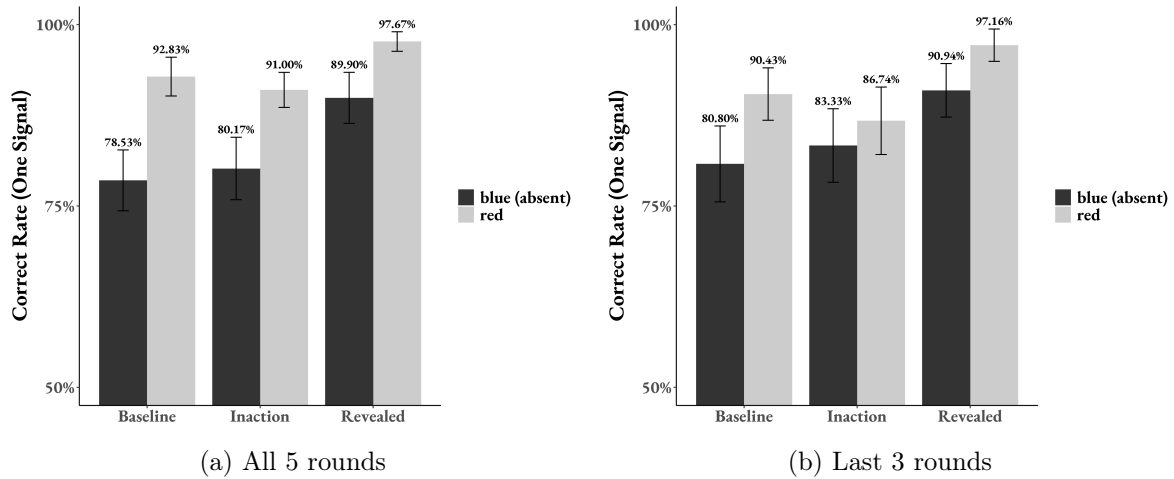 100%
75%
50%
Correct Rate (One Signal)
92.83%
78.53%
91.00%
80.17%
97.67%
89.90%
Baseline
Inaction
Revealed
blue (absent)
red
(a) All 5 rounds
100%
75%
50%
Correct Rate (One Signal)
90.43%
80.80%
86.74%
83.33%
97.16%
90.94%
Baseline
Inaction
Revealed
blue (absent)
red
(b) Last 3 rounds